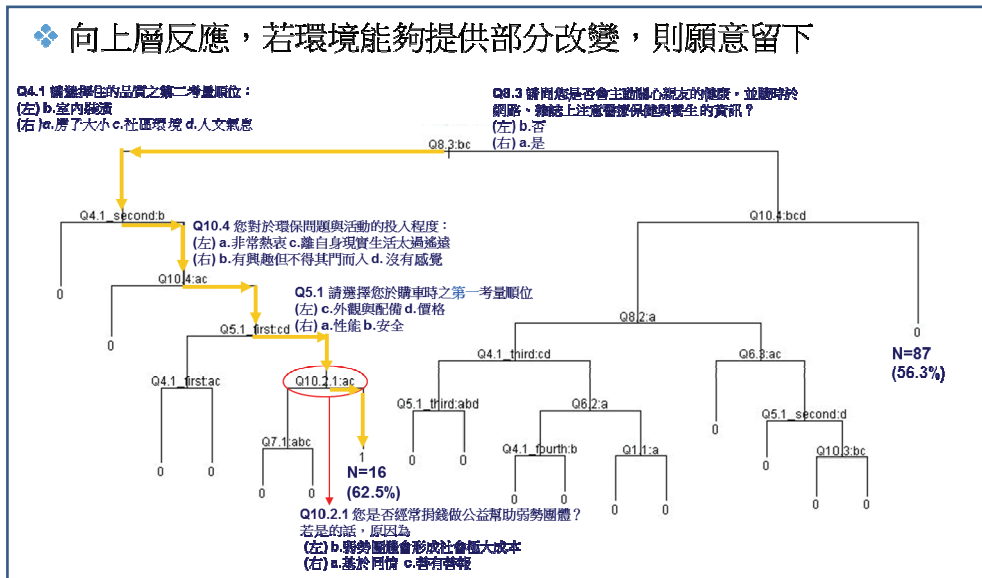 向上層反應，若環境能夠提供部分改變，則願意留下
Q4.1 請選擇住的品質之第二考量順位：
(左) b.室內裝潢
(右)a.房子大小 c.社區環境 d.人文氣息
Q8.3 請問您是否會主動關心親友的健康，並隨時於
網路、雜誌上注意醫療保健與養生的資訊？
(左) b.否
(右) a.是
Q8.3:bc
Q4.1_second:b
Q10.4:bcd
Q10.4 您對於環保問題與活動的投入程度：
(左) a.非常熱衷 c.離自身現實生活太過遙遠
(右) b.有興趣但不得其門而入 d. 沒有感覺
0
Q10.4:ac
Q5.1 請選擇您於購車時之第一考量順位
(左) c.外觀與配備 d.價格
(右) a.性能 b.安全
0
Q5.1_first:cd
Q8.2:a
0
N=87
(56.3%)
Q4.1_first:ac
Q10.2.1:ac
Q4.1_third:cd
Q6.3:ac
Q5.1_third:abd
Q6.2:a
0
Q5.1_second:d
0 0
Q7.1:abc
1
N=16
(62.5%)
0 0
Q4.1_fourth:b
Q1.1:a
0
Q10.3:bc
0 0
0 0
0 0
0 0
Q10.2.1 您是否經常捐錢做公益幫助弱勢團體？
若是的話，原因為
(左) b.弱勢團體會形成社會極大成本
(右) a.基於同情 c.善有善報